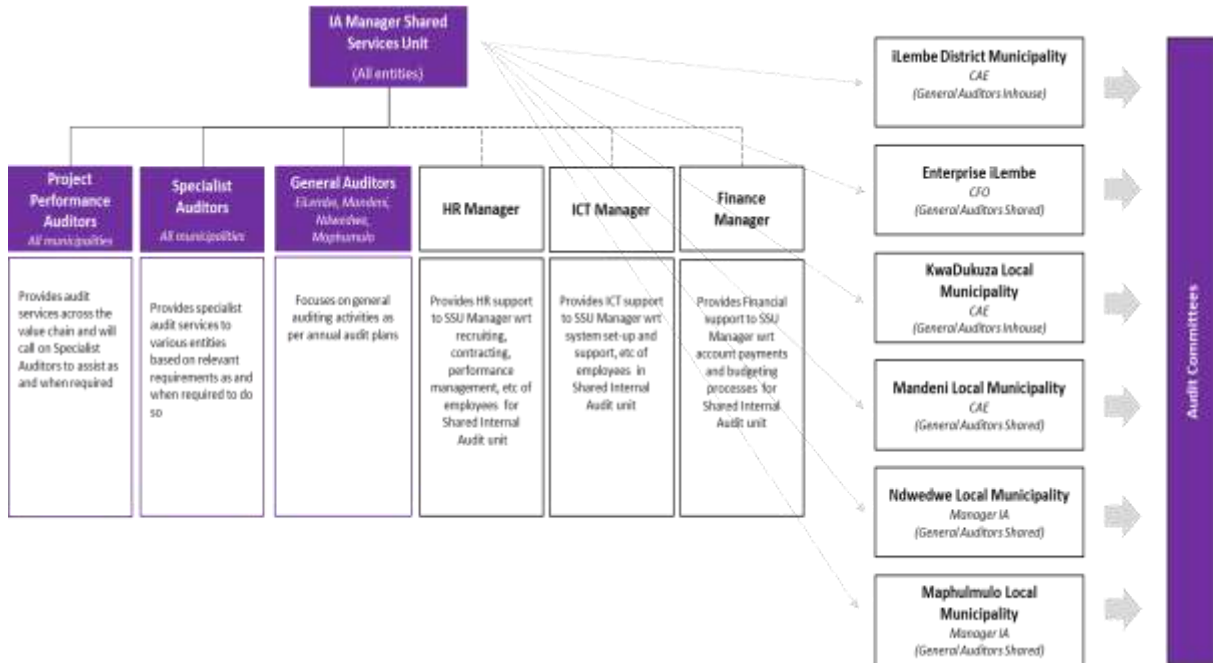 IA Manager Shared
Services Unit
(All entities)
Project
Performance
Auditors
All municipalities
Specialist
Auditors
All municipalities
General Auditors
EiLembe, Mandeni,
Ndwedwe,
Maphumulo
HR Manager
ICT Manager
Finance
Manager
Provides audit
services across the
value chain and will
call on Specialist
Auditors to assist as
and when required
Provides specialist
audit services to
various entities
based on relevant
requirements as and
when required to do
so
Focuses on general
auditing activities as
per annual audit plans
Provides HR support
to SSU Manager wrt
recruiting,
contracting,
performance
management, etc of
employees for
Shared Internal
Audit unit
Provides ICT support
to SSU Manager wrt
system set-up and
support, etc of
employees in
Shared Internal
Audit unit
Provides Financial
support to SSU
Manager wrt
account payments
and budgeting
processes for
Shared Internal
Audit unit
iLembe District Municipality
CAE
(General Auditors Inhouse)
Enterprise iLembe
CFO
(General Auditors Shared)
KwaDukuza Local
Municipality
CAE
(General Auditors Inhouse)
Mandeni Local Municipality
CAE
(General Auditors Shared)
Ndwedwe Local Municipality
Manager IA
(General Auditors Shared)
Maphulmulo Local
Municipality
Manager IA
(General Auditors Shared)
Audit Committees